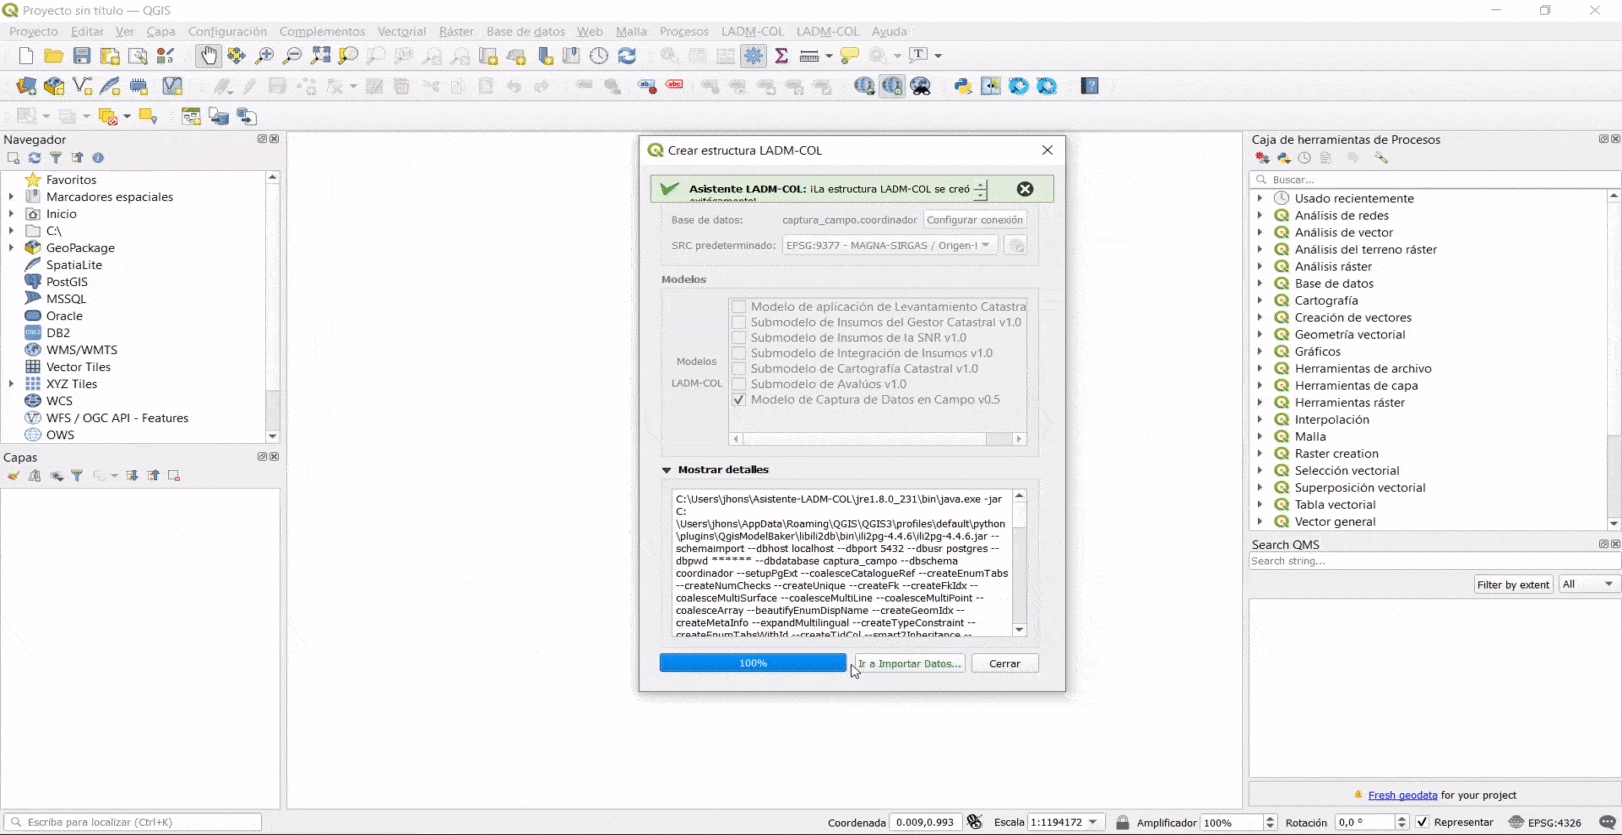 Proyecto sin título — QGIS
Proyecto Editar Ver Capa Configuración Complementos Vectorial Ráster Base de datos Web Malla Procesos LADM-COL LADM-COL Ayuda
Navegador
Favoritos
Marcadores espaciales
Inicio
C:\
GeoPackage
SpatiaLite
PostGIS
MSSQL
Oracle
DB2
WMS/WMTS
Vector Tiles
XYZ Tiles
WCS
WFS / OGC API - Features
OWS
Capas
Crear estructura LADM-COL
Asistente LADM-COL: ¡La estructura LADM-COL se creó
exitósamente!
Base de datos: captura_campo.coordinador Configurar conexión
SRC predeterminado: EPSG:9377 - MAGNA-SIRGAS / Origen-
Modelos
Modelos
LADM-COL
Modelo de aplicación de Levantamiento Catastra
Submodelo de Insumos del Gestor Catastral v1.0
Submodelo de Insumos de la SNR v1.0
Submodelo de Integración de Insumos v1.0
Submodelo de Cartografía Catastral v1.0
Submodelo de Avalúos v1.0
Modelo de Captura de Datos en Campo v0.5
Mostrar detalles
C:\Users\jhons\Asistente-LADM-COL\jre1.8.0_231\bin\java.exe -jar
C:
\Users\jhons\AppData\Roaming\QGIS\QGIS3\profiles\default\python
\plugins\QgisModelBaker\libili2db\bin\ili2pg-4.4.6\ili2pg-4.4.6.jar --
schemaimport --dbhost localhost --dbport 5432 --dbusr postgres --
dbpwd ****** --dbdatabase captura_campo --dbschema
coordinador --setupPgExt --coalesceCatalogueRef --createEnumTabs
--createNumChecks --createUnique --createFk --createFkIdx --
coalesceMultiSurface --coalesceMultiLine --coalesceMultiPoint --
coalesceArray --beautifyEnumDispName --createGeomIdx --
createMetaInfo --expandMultilingual --createTypeConstraint --
createEnumTabsWithId --createTidCol --smart2Inheritance --
100% Ir a Importar Datos... Cerrar
Caja de herramientas de Procesos
Buscar...
Usado recientemente
Análisis de redes
Análisis de vector
Análisis del terreno ráster
Análisis ráster
Base de datos
Cartografía
Creación de vectores
Geometría vectorial
Gráficos
Herramientas de archivo
Herramientas de capa
Herramientas ráster
Interpolación
Malla
Raster creation
Selección vectorial
Superposición vectorial
Tabla vectorial
Vector general
Search QMS
Search string...
Filter by extent All
Fresh geodata for your project
Escriba para localizar (Ctrl+K)
Coordenada 0.009,0.993 Escala 1:1194172 Amplificador 100% Rotación 0,0 ° Representar EPSG:4326